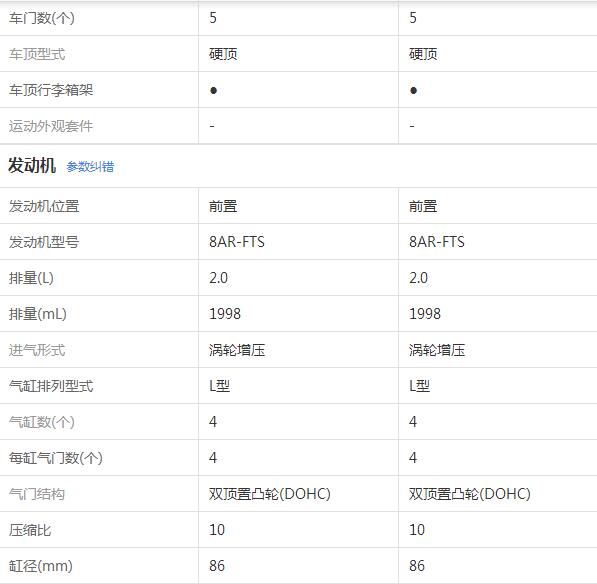 车门数(个) 5 5
车顶型式 硬顶 硬顶
车顶行李箱架 ● ●
运动外观套件 - -
发动机 参数纠错
发动机位置 前置 前置
发动机型号 8AR-FTS 8AR-FTS
排量(L) 2.0 2.0
排量(mL) 1998 1998
进气形式 涡轮增压 涡轮增压
气缸排列型式 L型 L型
气缸数(个) 4 4
每缸气门数(个) 4 4
气门结构 双顶置凸轮(DOHC) 双顶置凸轮(DOHC)
压缩比 10 10
缸径(mm) 86 86